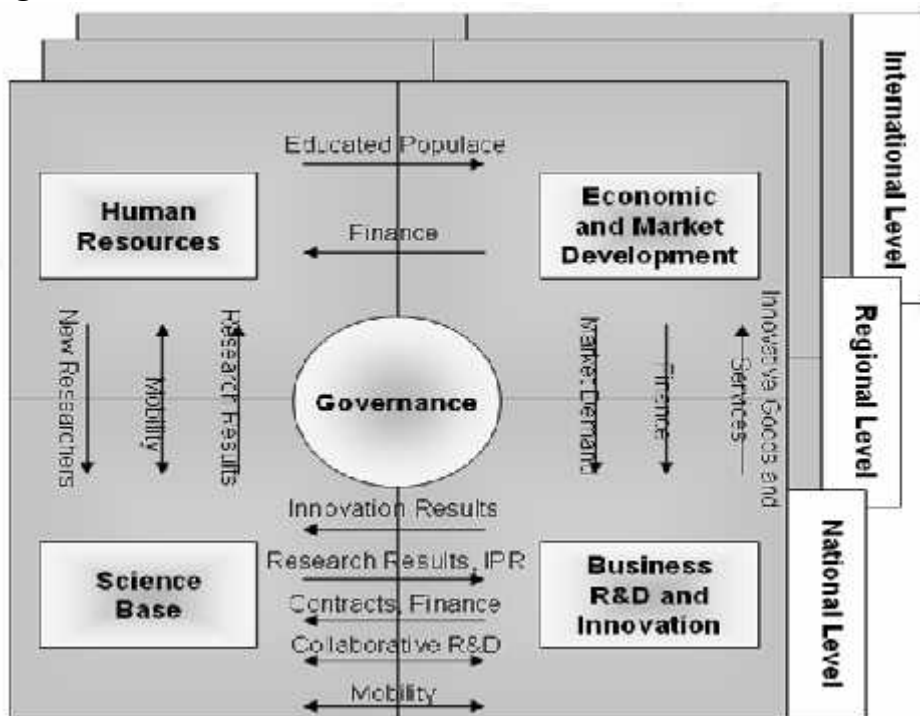 Educated Populace
Human
Resources
Economic
and Market
Development
Finance
New Researchers
Mobility
Research Results
Governance
Market Demand
Finance
Innovative Goods and
Services
International Level
Regional Level
National Level
Innovation Results
Research Results, IPR
Contracts, Finance
Collaborative R&D
Mobility
Science
Base
Business
R&D and
Innovation